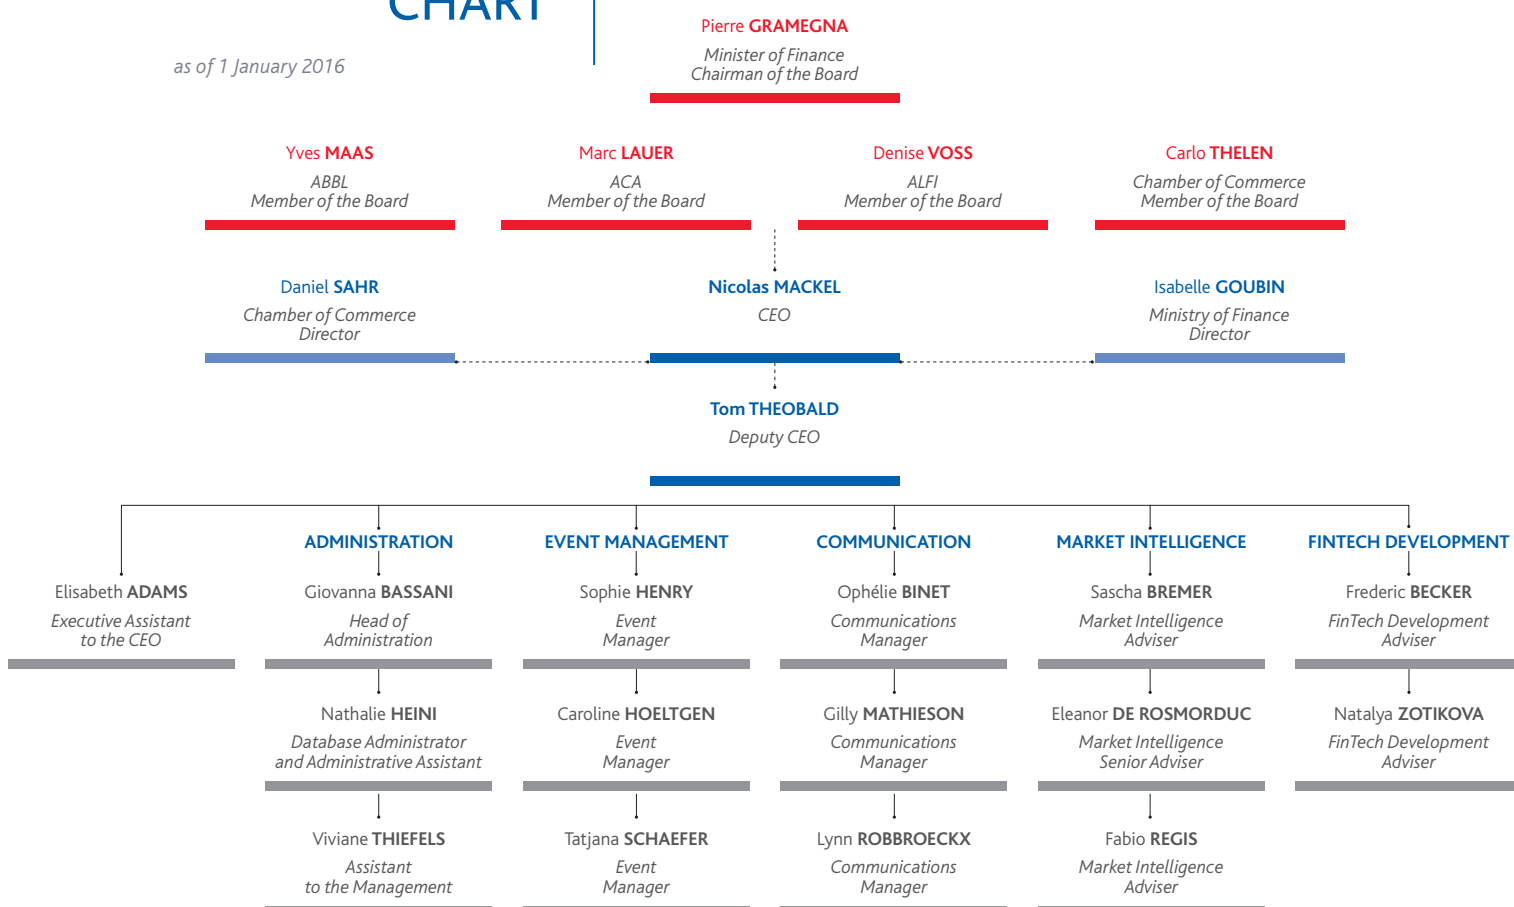 CHART
as of 1 January 2016
Pierre GRAMEGNA
Minister of Finance
Chairman of the Board
Yves MAAS
ABBL
Member of the Board
Marc LAUER
ACA
Member of the Board
Denise VOSS
ALFI
Member of the Board
Carlo THELEN
Chamber of Commerce
Member of the Board
Daniel SAHR
Chamber of Commerce
Director
Nicolas MACKEL
CEO
Isabelle GOUBIN
Ministry of Finance
Director
Tom THEOBALD
Deputy CEO
Elisabeth ADAMS
Executive Assistant
to the CEO
ADMINISTRATION
Giovanna BASSANI
Head of
Administration
Nathalie HEINI
Database Administrator
and Administrative Assistant
Viviane THIEFELS
Assistant
to the Management
EVENT MANAGEMENT
Sophie HENRY
Event
Manager
Caroline HOELTGEN
Event
Manager
Tatjana SCHAEFER
Event
Manager
COMMUNICATION
Ophélie BINET
Communications
Manager
Gilly MATHIESON
Communications
Manager
Lynn ROBBROECKX
Communications
Manager
MARKET INTELLIGENCE
Sascha BREMER
Market Intelligence
Adviser
Eleanor DE ROSMORDUC
Market Intelligence
Senior Adviser
Fabio REGIS
Market Intelligence
Adviser
FINTECH DEVELOPMENT
Frederic BECKER
FinTech Development
Adviser
Natalya ZOTIKOVA
FinTech Development
Adviser